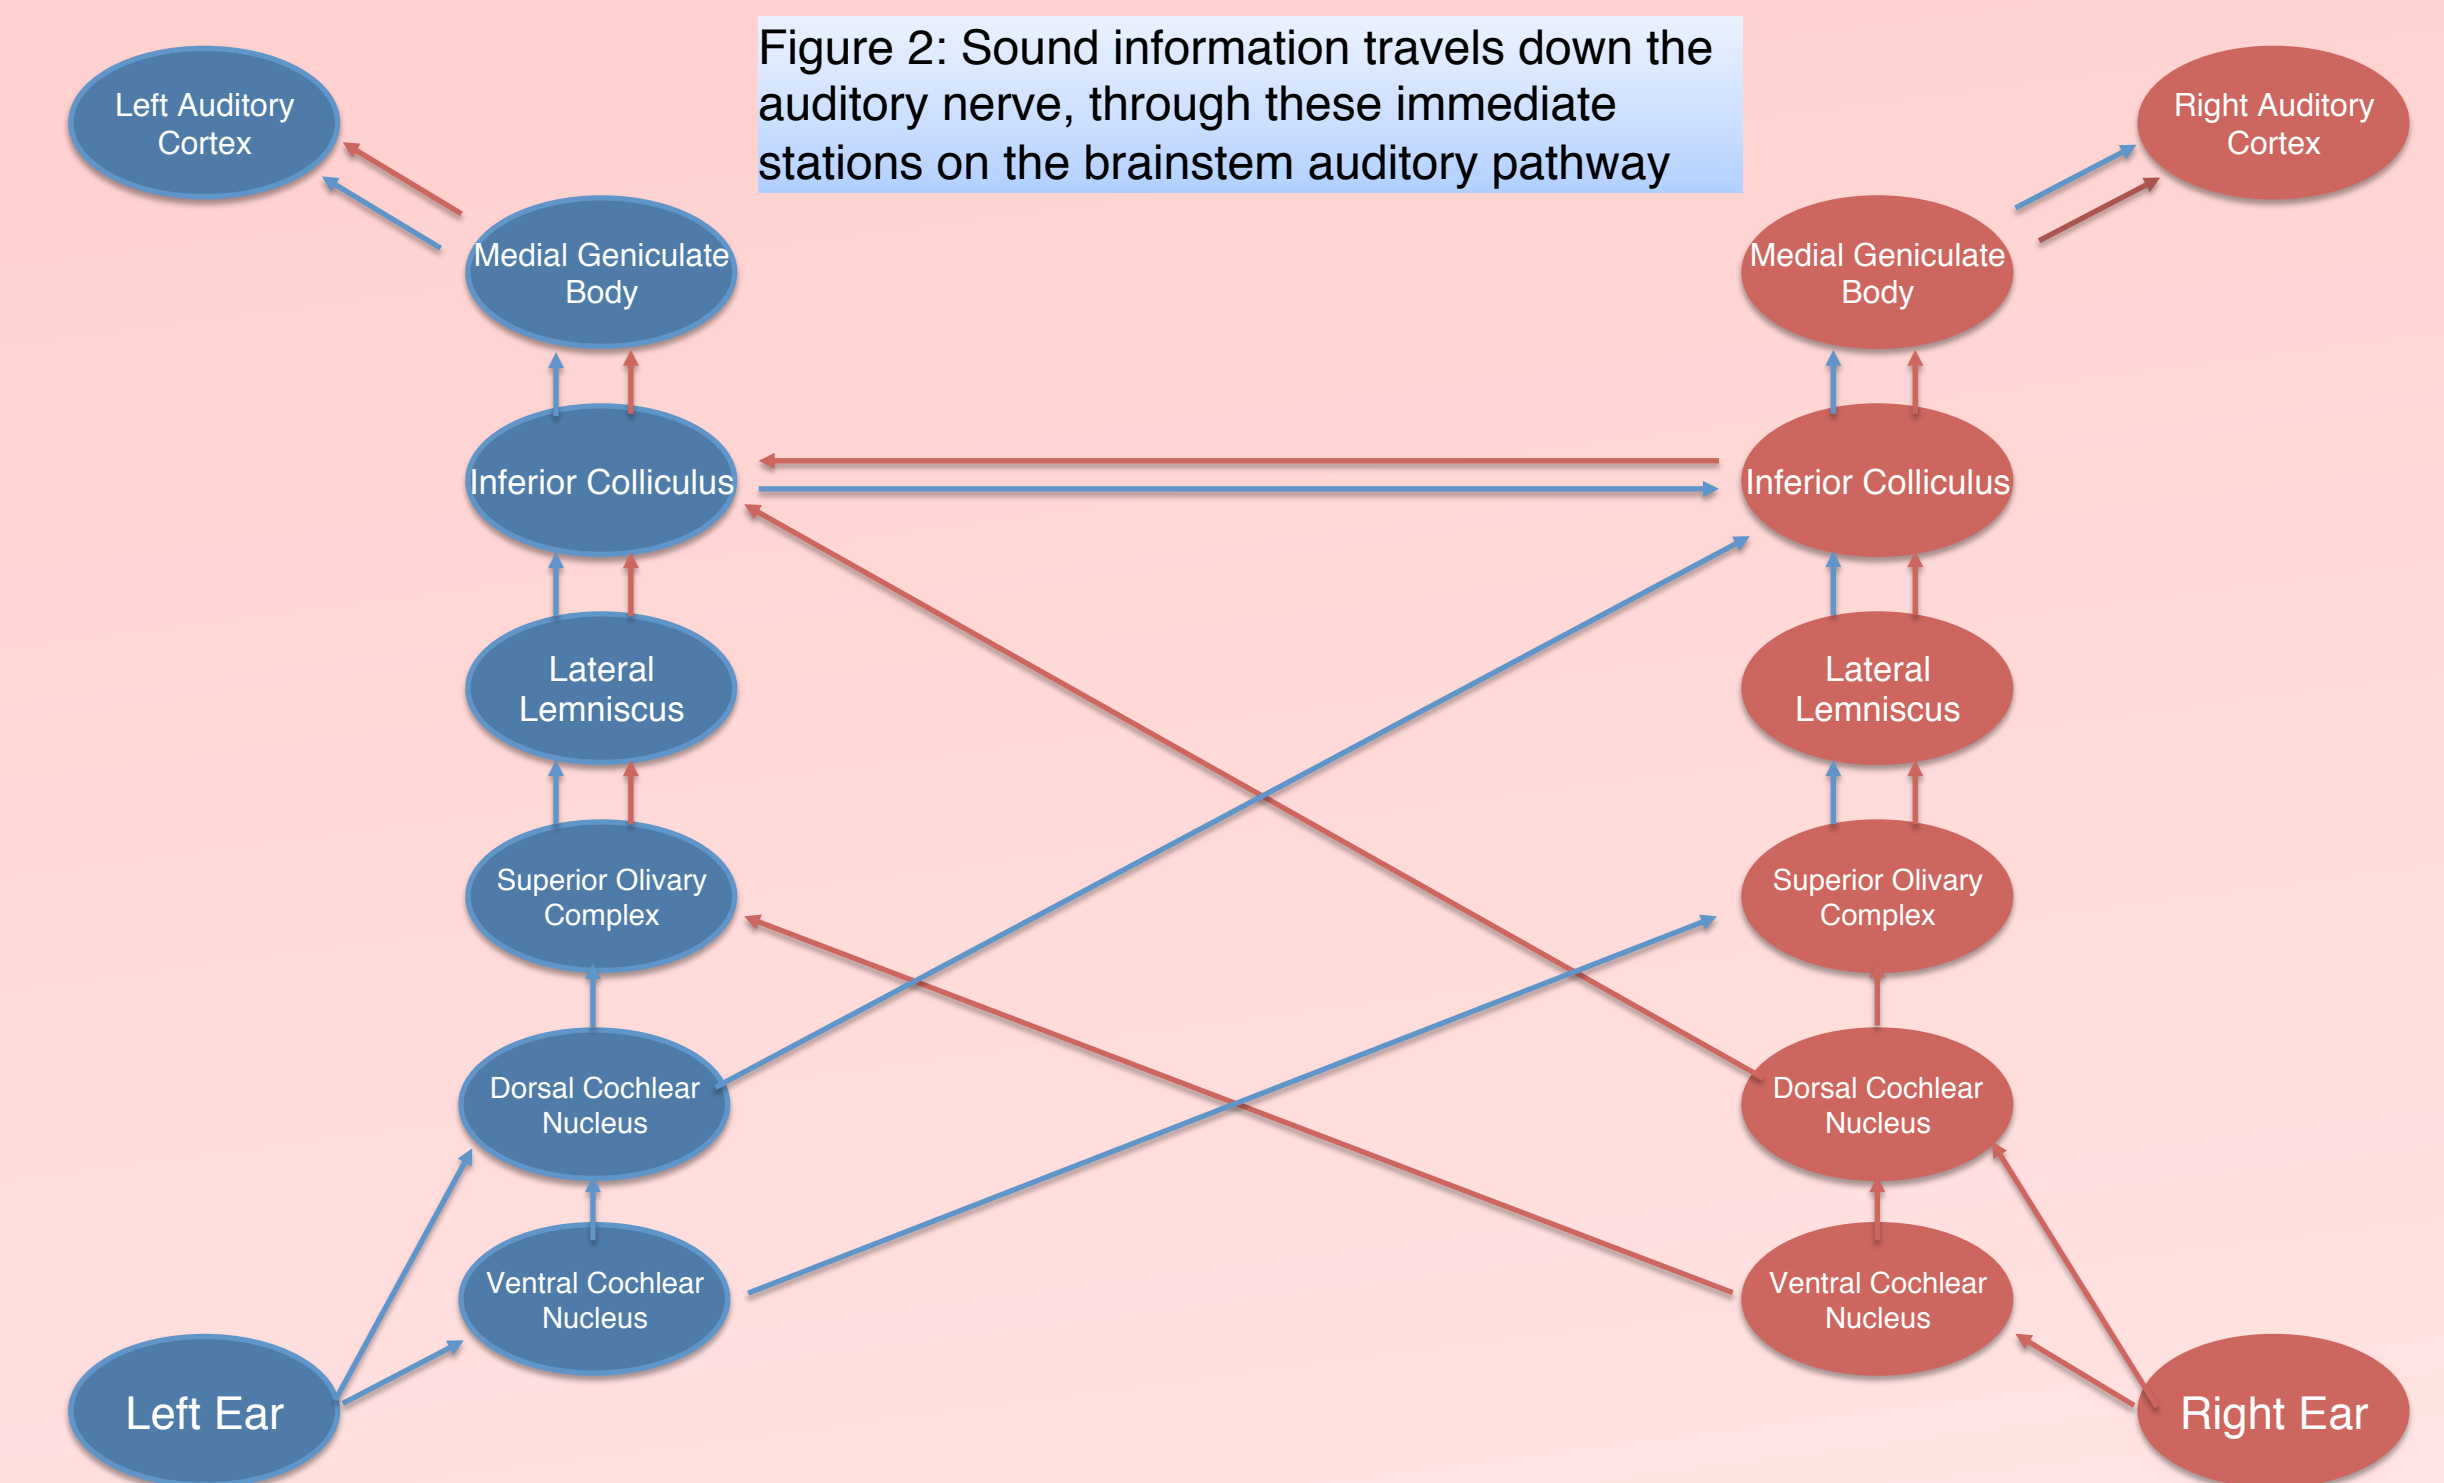 Figure 2: Sound information travels down the
auditory nerve, through these immediate
stations on the brainstem auditory pathway
Left Auditory
Cortex
Right Auditory
Cortex
Medial Geniculate
Body
Medial Geniculate
Body
Inferior Colliculus
Inferior Colliculus
Lateral
Lemniscus
Lateral
Lemniscus
Superior Olivary
Complex
Superior Olivary
Complex
Dorsal Cochlear
Nucleus
Dorsal Cochlear
Nucleus
Ventral Cochlear
Nucleus
Ventral Cochlear
Nucleus
Left Ear
Right Ear